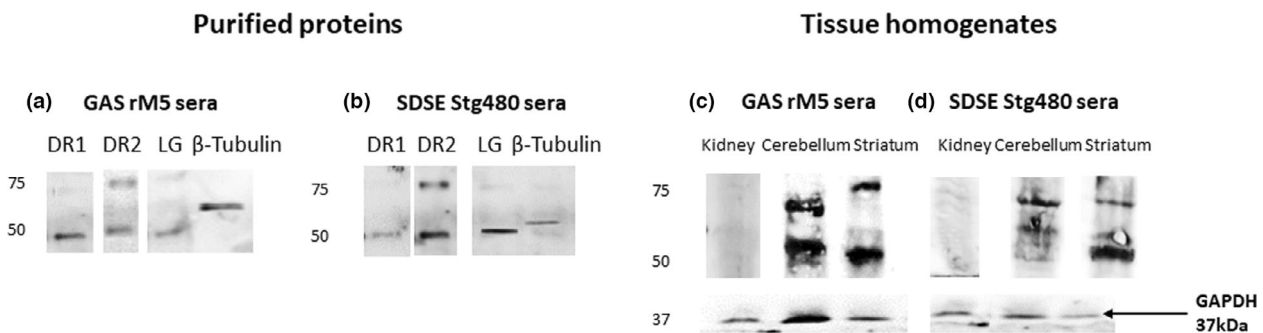 Purified proteins
Tissue homogenates
(a) GAS rM5 sera
(b) SDSE Stg480 sera
(c) GAS rM5 sera
(d) SDSE Stg480 sera
DR1 DR2 LG β-Tubulin
DR1 DR2 LG β-Tubulin
Kidney Cerebellum Striatum
Kidney Cerebellum Striatum
75
50
75
50
75
50
37
GAPDH
37kDa